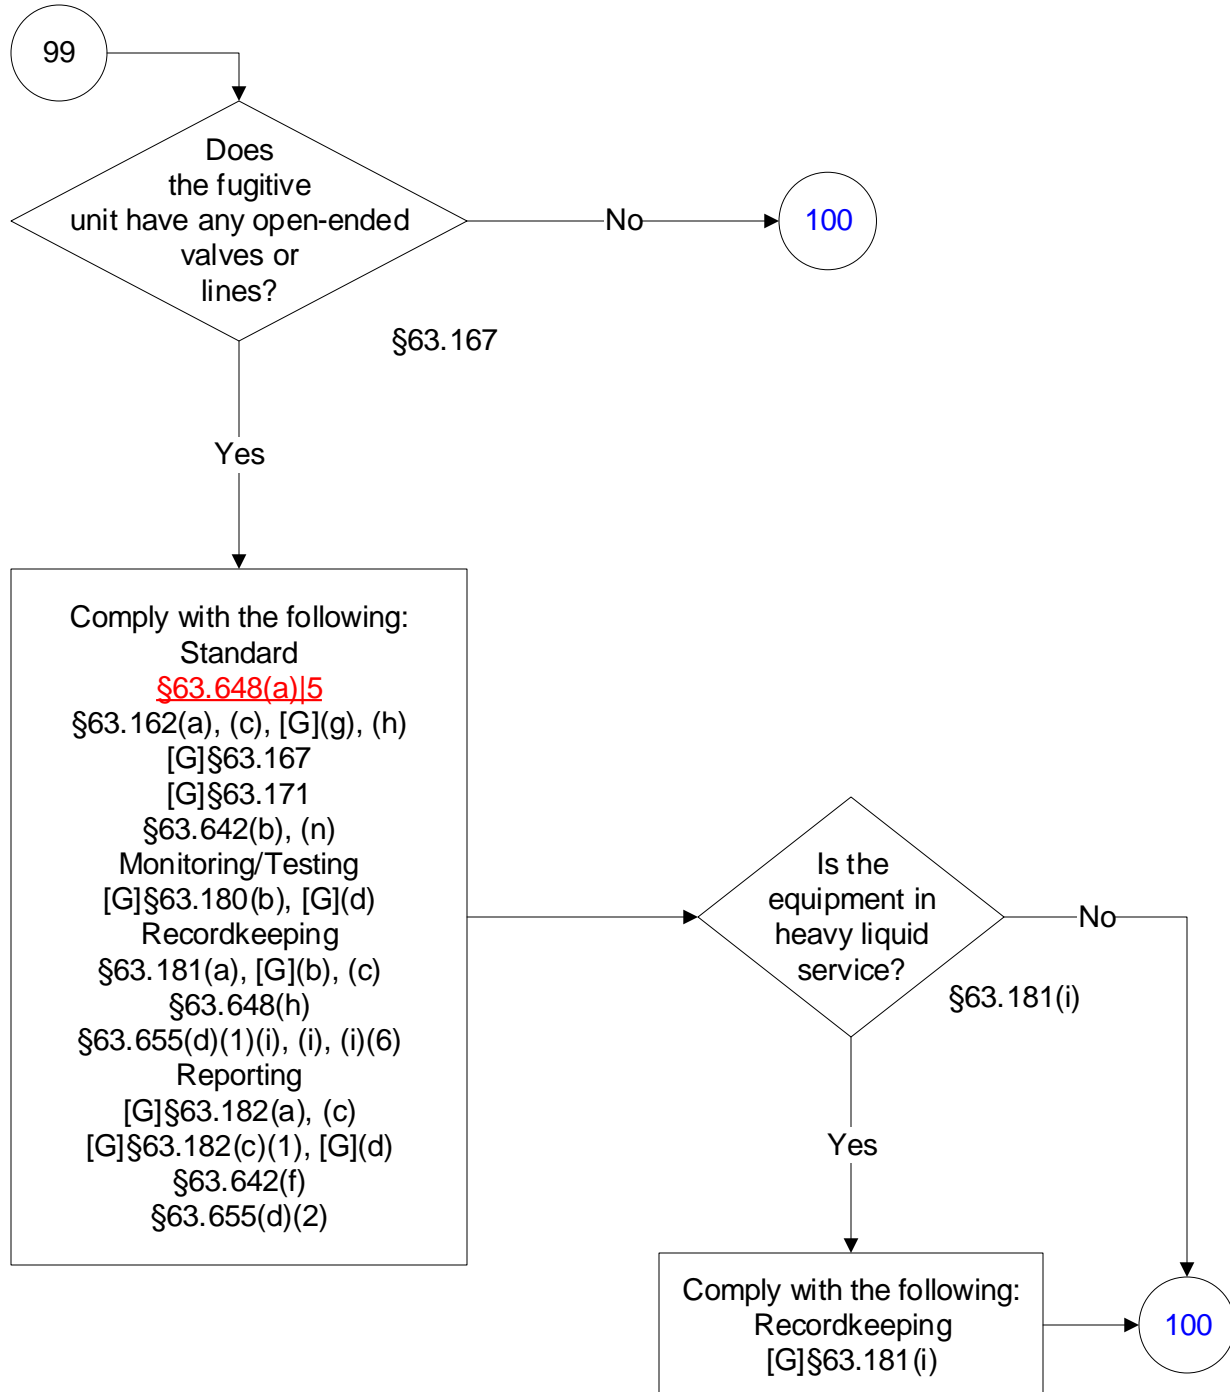 99
Does
the fugitive
unit have any open-ended
valves or
lines?
No
100
§63.167
Yes
Comply with the following:
Standard
§63.648(a)|5
§63.162(a), (c), [G](g), (h)
[G]§63.167
[G]§63.171
§63.642(b), (n)
Monitoring/Testing
[G]§63.180(b), [G](d)
Recordkeeping
§63.181(a), [G](b), (c)
§63.648(h)
§63.655(d)(1)(i), (i), (i)(6)
Reporting
[G]§63.182(a), (c)
[G]§63.182(c)(1), [G](d)
§63.642(f)
§63.655(d)(2)
Is the
equipment in
heavy liquid
service?
No
§63.181(i)
Yes
Comply with the following:
Recordkeeping
[G]§63.181(i)
100